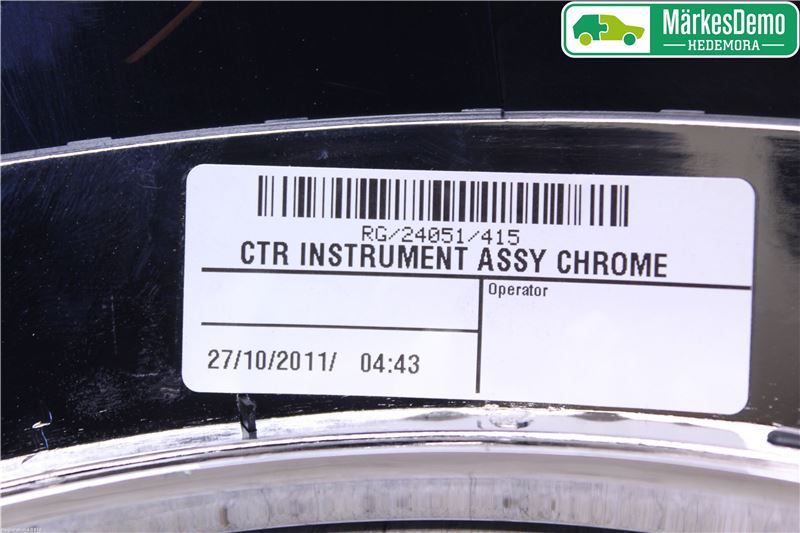 MärkesDemo
HEDEMORA
RG/24051/415
CTR INSTRUMENT ASSY CHROME
Operator
27/10/2011/ 04:43